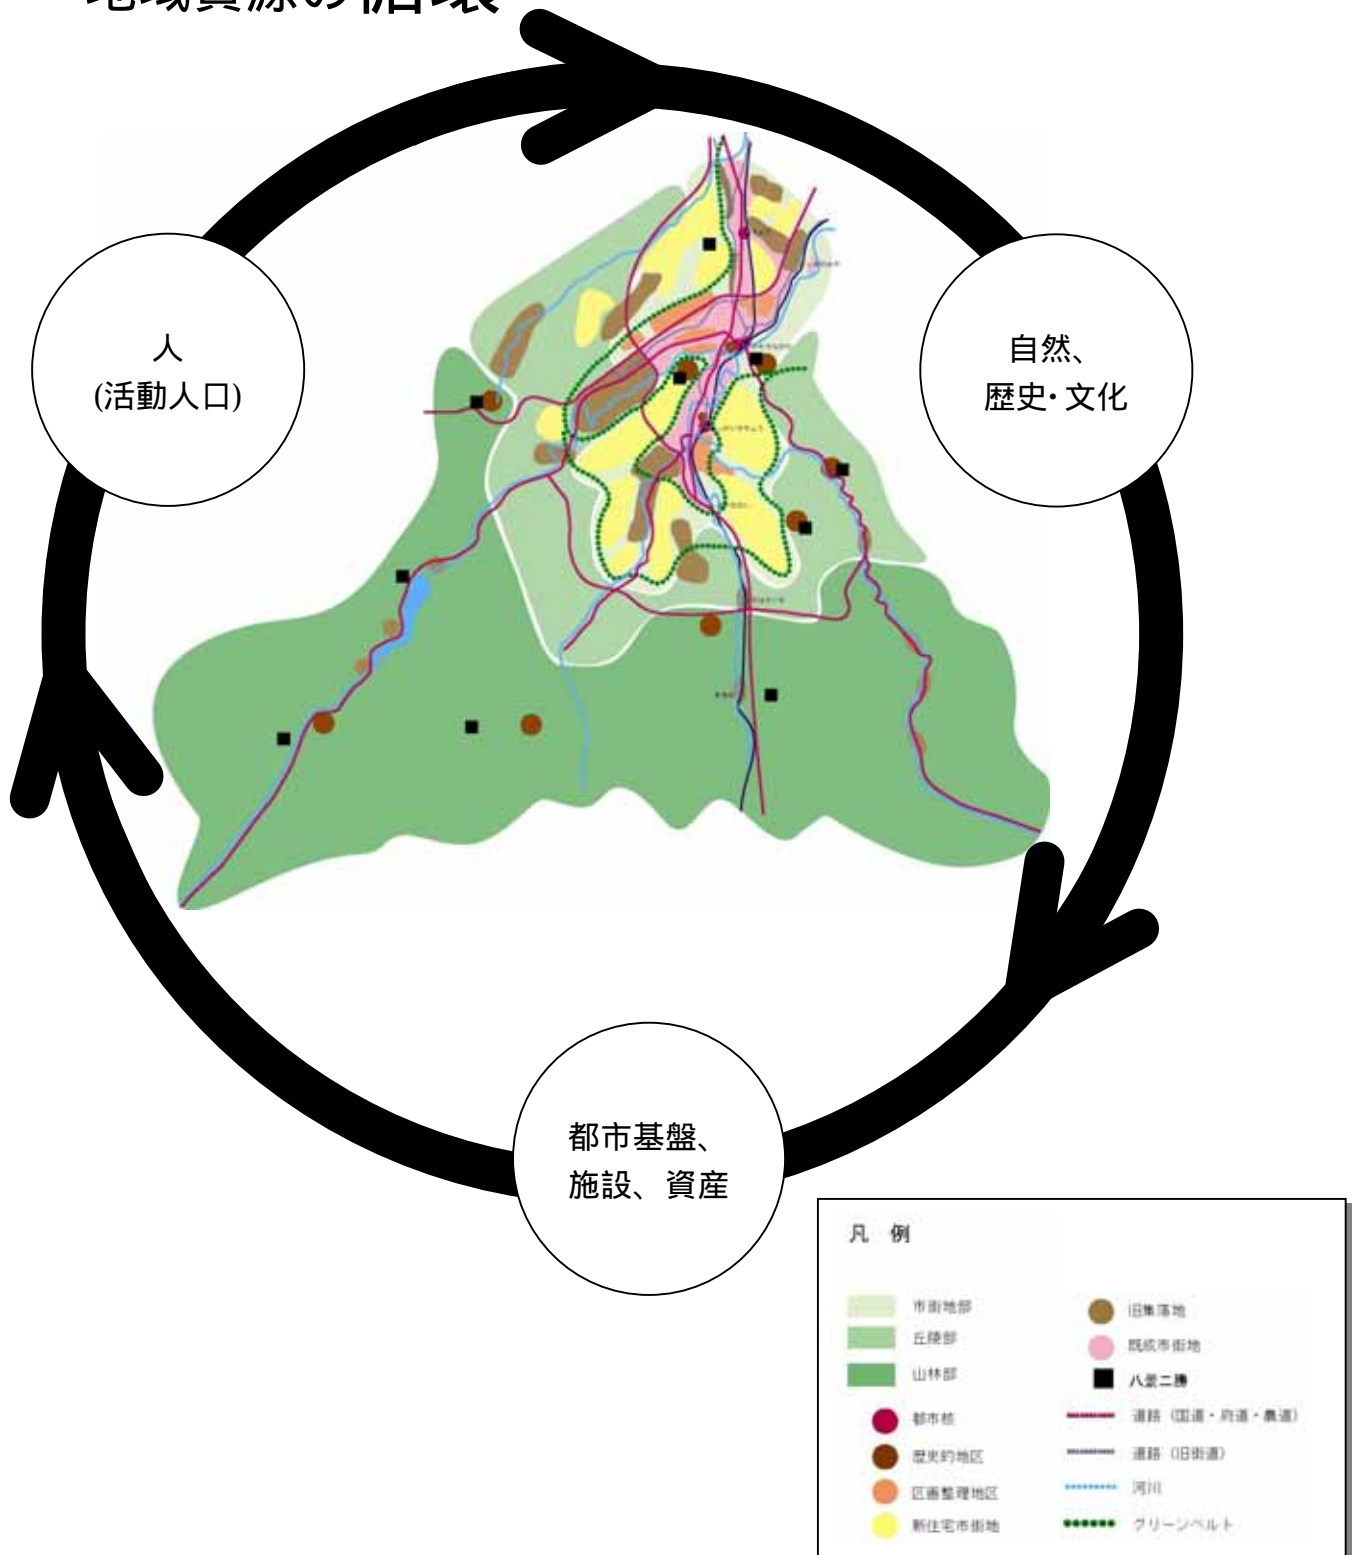 地域資源の循環
人
(活動人口)
自然、
歴史・文化
都市基盤、
施設、資産
凡 例
市街地部
丘陵部
山林部
都市核
歴史的地区
区画整理地区
新住宅市街地
旧集落地
既成市街地
八景二勝
道路（国道・府道・農道）
道路（旧街道）
河川
グリーンベルト